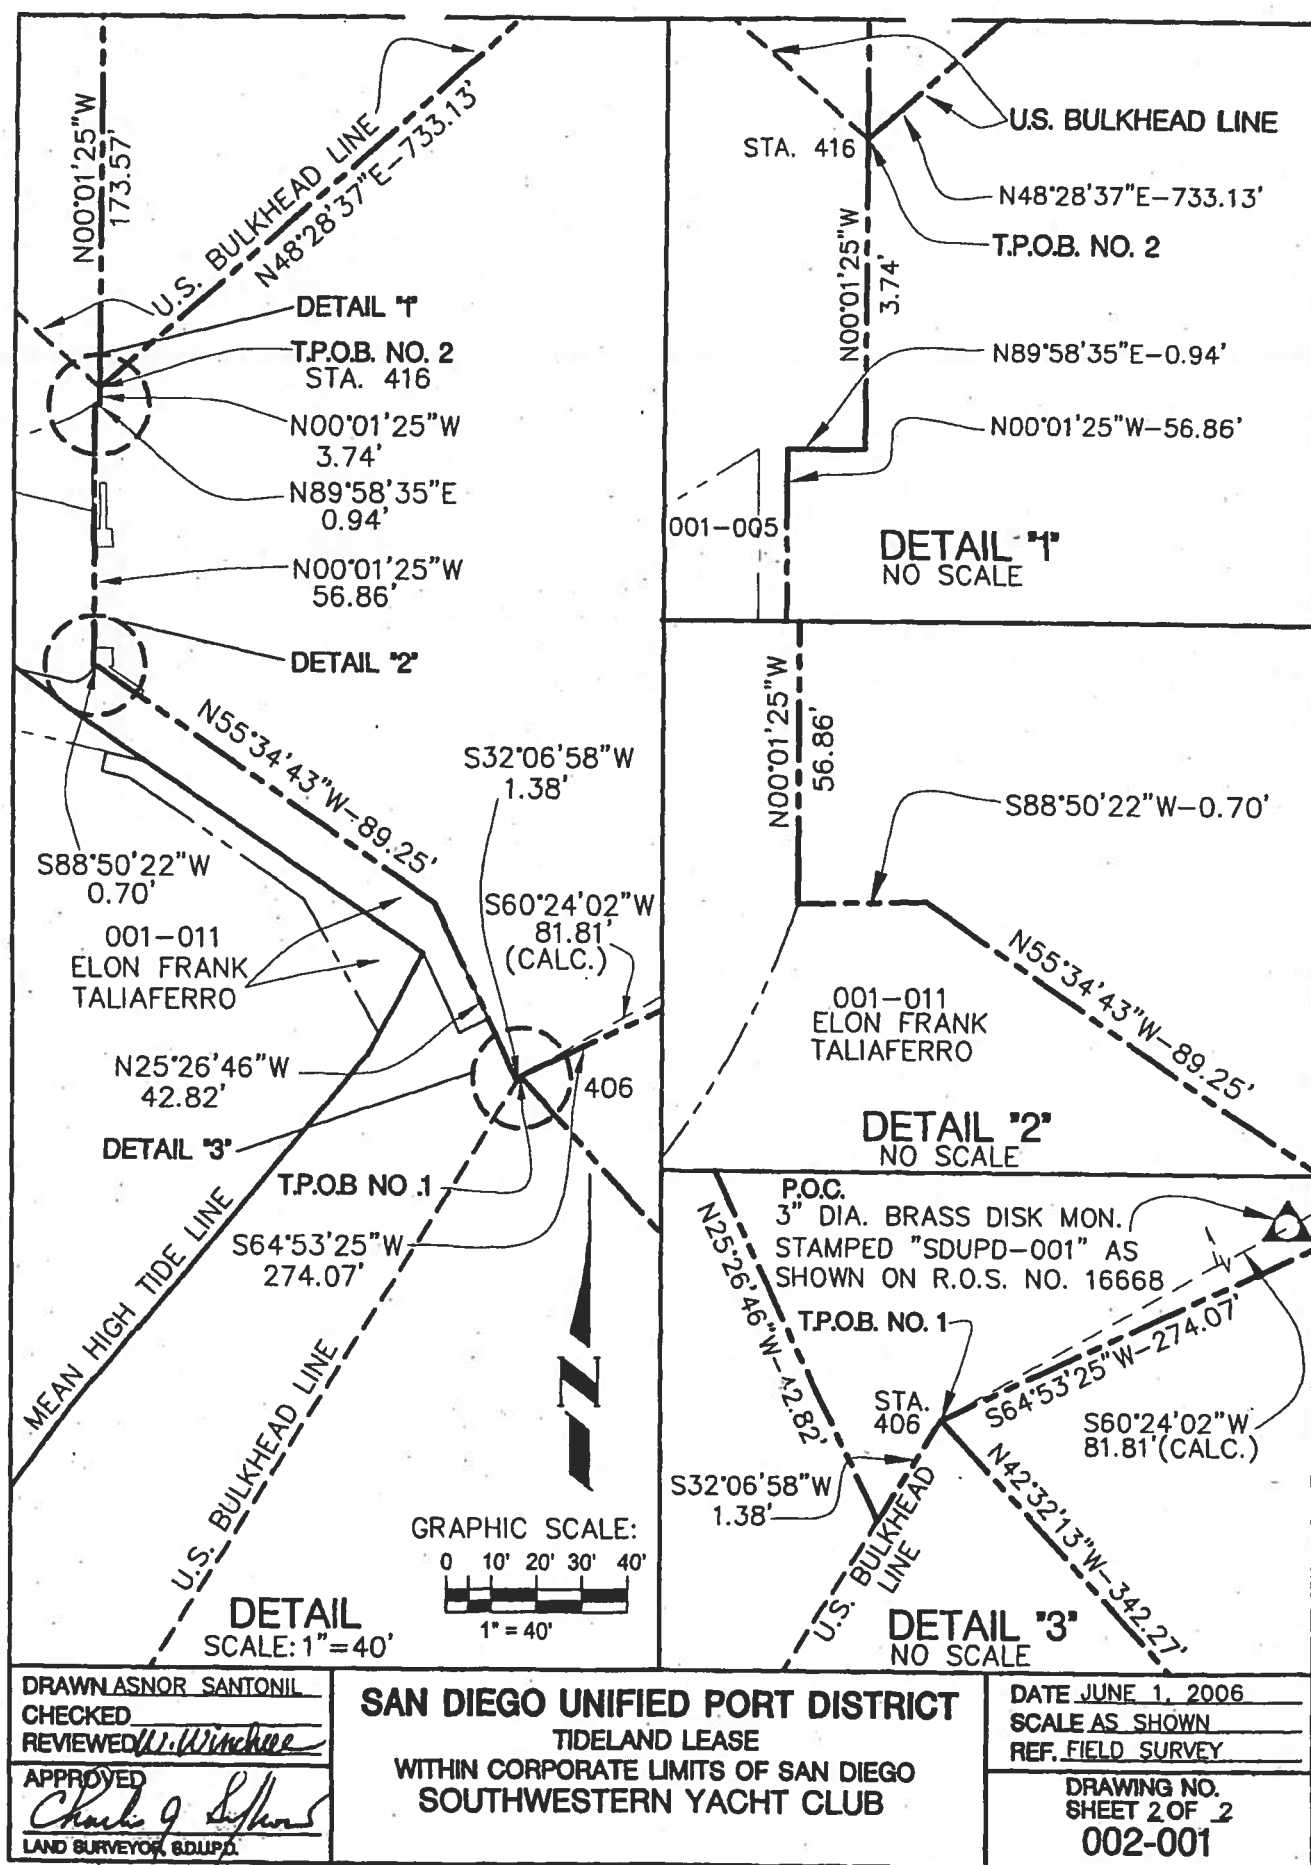 N00°01'25"W
173.57'
U.S. BULKHEAD LINE
N48°28'37"E-733.13'
DETAIL "1"
T.P.O.B. NO. 2
STA. 416
N00°01'25"W
3.74'
N89°58'35"E
0.94'
N00°01'25"W
56.86'
DETAIL "2"
N55°34'43"W-89.25'
S32°06'58"W
1.38'
S88°50'22"W
0.70'
S60°24'02"W
81.81'
(CALC.)
001-011
ELON FRANK
TALIAFERRO
N25°26'46"W
42.82'
406
DETAIL "3"
T.P.O.B NO .1
S64°53'25"W
274.07'
MEAN HIGH TIDE LINE
U.S. BULKHEAD LINE
N
GRAPHIC SCALE:
0 10' 20' 30' 40'
1" = 40'
DETAIL
SCALE: 1"=40'
U.S. BULKHEAD LINE
STA. 416
N48°28'37"E-733.13'
T.P.O.B. NO. 2
N00°01'25"W
3.74'
N89°58'35"E-0.94'
N00°01'25"W-56.86'
001-005
DETAIL "1"
NO SCALE
N00°01'25"W
56.86'
S88°50'22"W-0.70'
N55°34'43"W-89.25'
001-011
ELON FRANK
TALIAFERRO
DETAIL "2"
NO SCALE
P.O.C.
3" DIA. BRASS DISK MON.
STAMPED "SDUPD-001" AS
SHOWN ON R.O.S. NO. 16668
N25°26'46"W-42.82'
T.P.O.B. NO. 1
STA.
406
S64°53'25"W-274.07'
S60°24'02"W
81.81'(CALC.)
S32°06'58"W
1.38'
N42°32'13"W-342.27'
U.S. BULKHEAD
LINE
DETAIL "3"
NO SCALE
DRAWN ASNOR SANTONIL
CHECKED
REVIEWED W. Winchell
APPROVED
LAND SURVEYOR, S.D.U.P.D.
SAN DIEGO UNIFIED PORT DISTRICT
TIDELAND LEASE
WITHIN CORPORATE LIMITS OF SAN DIEGO
SOUTHWESTERN YACHT CLUB
DATE JUNE 1, 2006
SCALE AS SHOWN
REF. FIELD SURVEY
DRAWING NO.
SHEET 2 OF 2
002-001